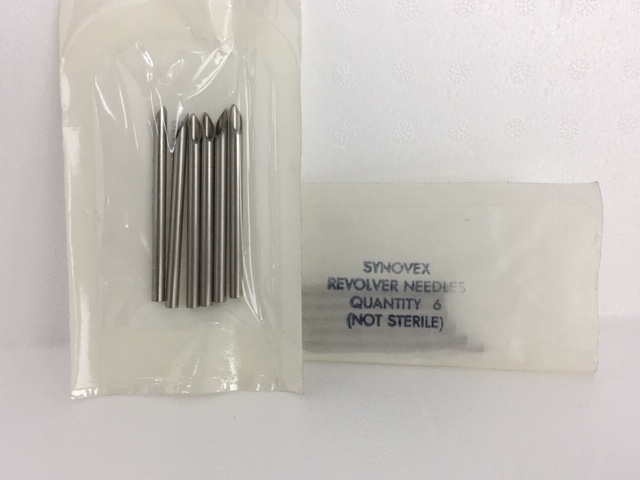 SYNOVEX
REVOLVER NEEDLES
QUANTITY 6
(NOT STERILE)